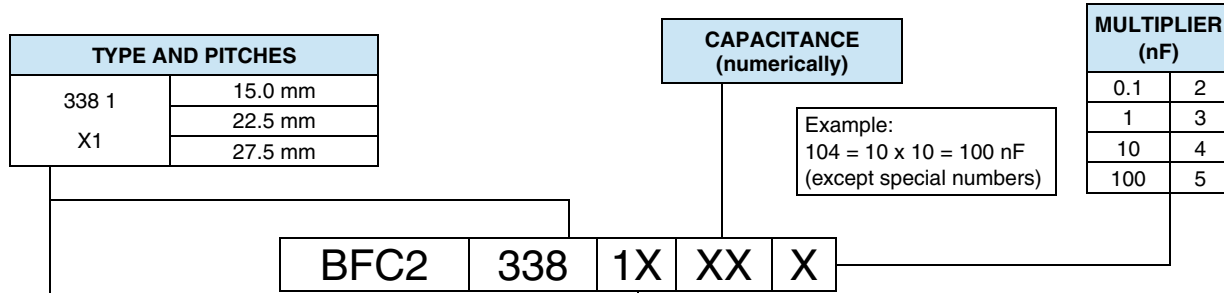 TYPE AND PITCHES
338 1
X1
15.0 mm
22.5 mm
27.5 mm
CAPACITANCE
(numerically)
Example:
104 = 10 x 10 = 100 nF
(except special numbers)
MULTIPLIER
(nF)
0.1 2
1 3
10 4
100 5
BFC2 338 1X XX X